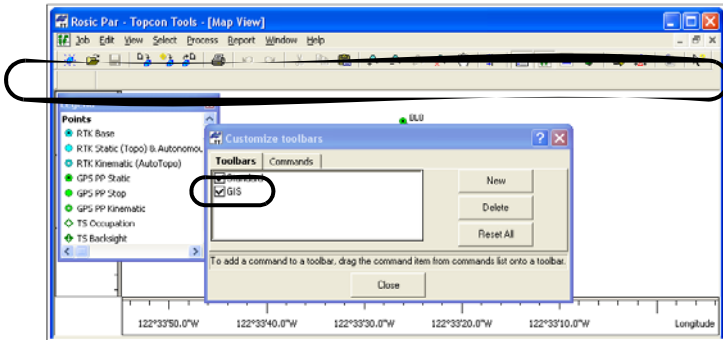 Rosic Par - Topcon Tools - [Map View]
Job Edit View Select Process Report Window Help
Points
RTK Base
RTK Static (Topo) & Autonomou
RTK Kinematic (AutoTopo)
GPS PP Static
GPS PP Stop
GPS PP Kinematic
TS Occupation
TS Backsight
Customize toolbars
Toolbars Commands
Standard
GIS
New
Delete
Reset All
To add a command to a toolbar, drag the command item from commands list onto a toolbar.
Close
122°33'50.0"W 122°33'40.0"W 122°33'30.0"W 122°33'20.0"W 122°33'10.0"W Longitude